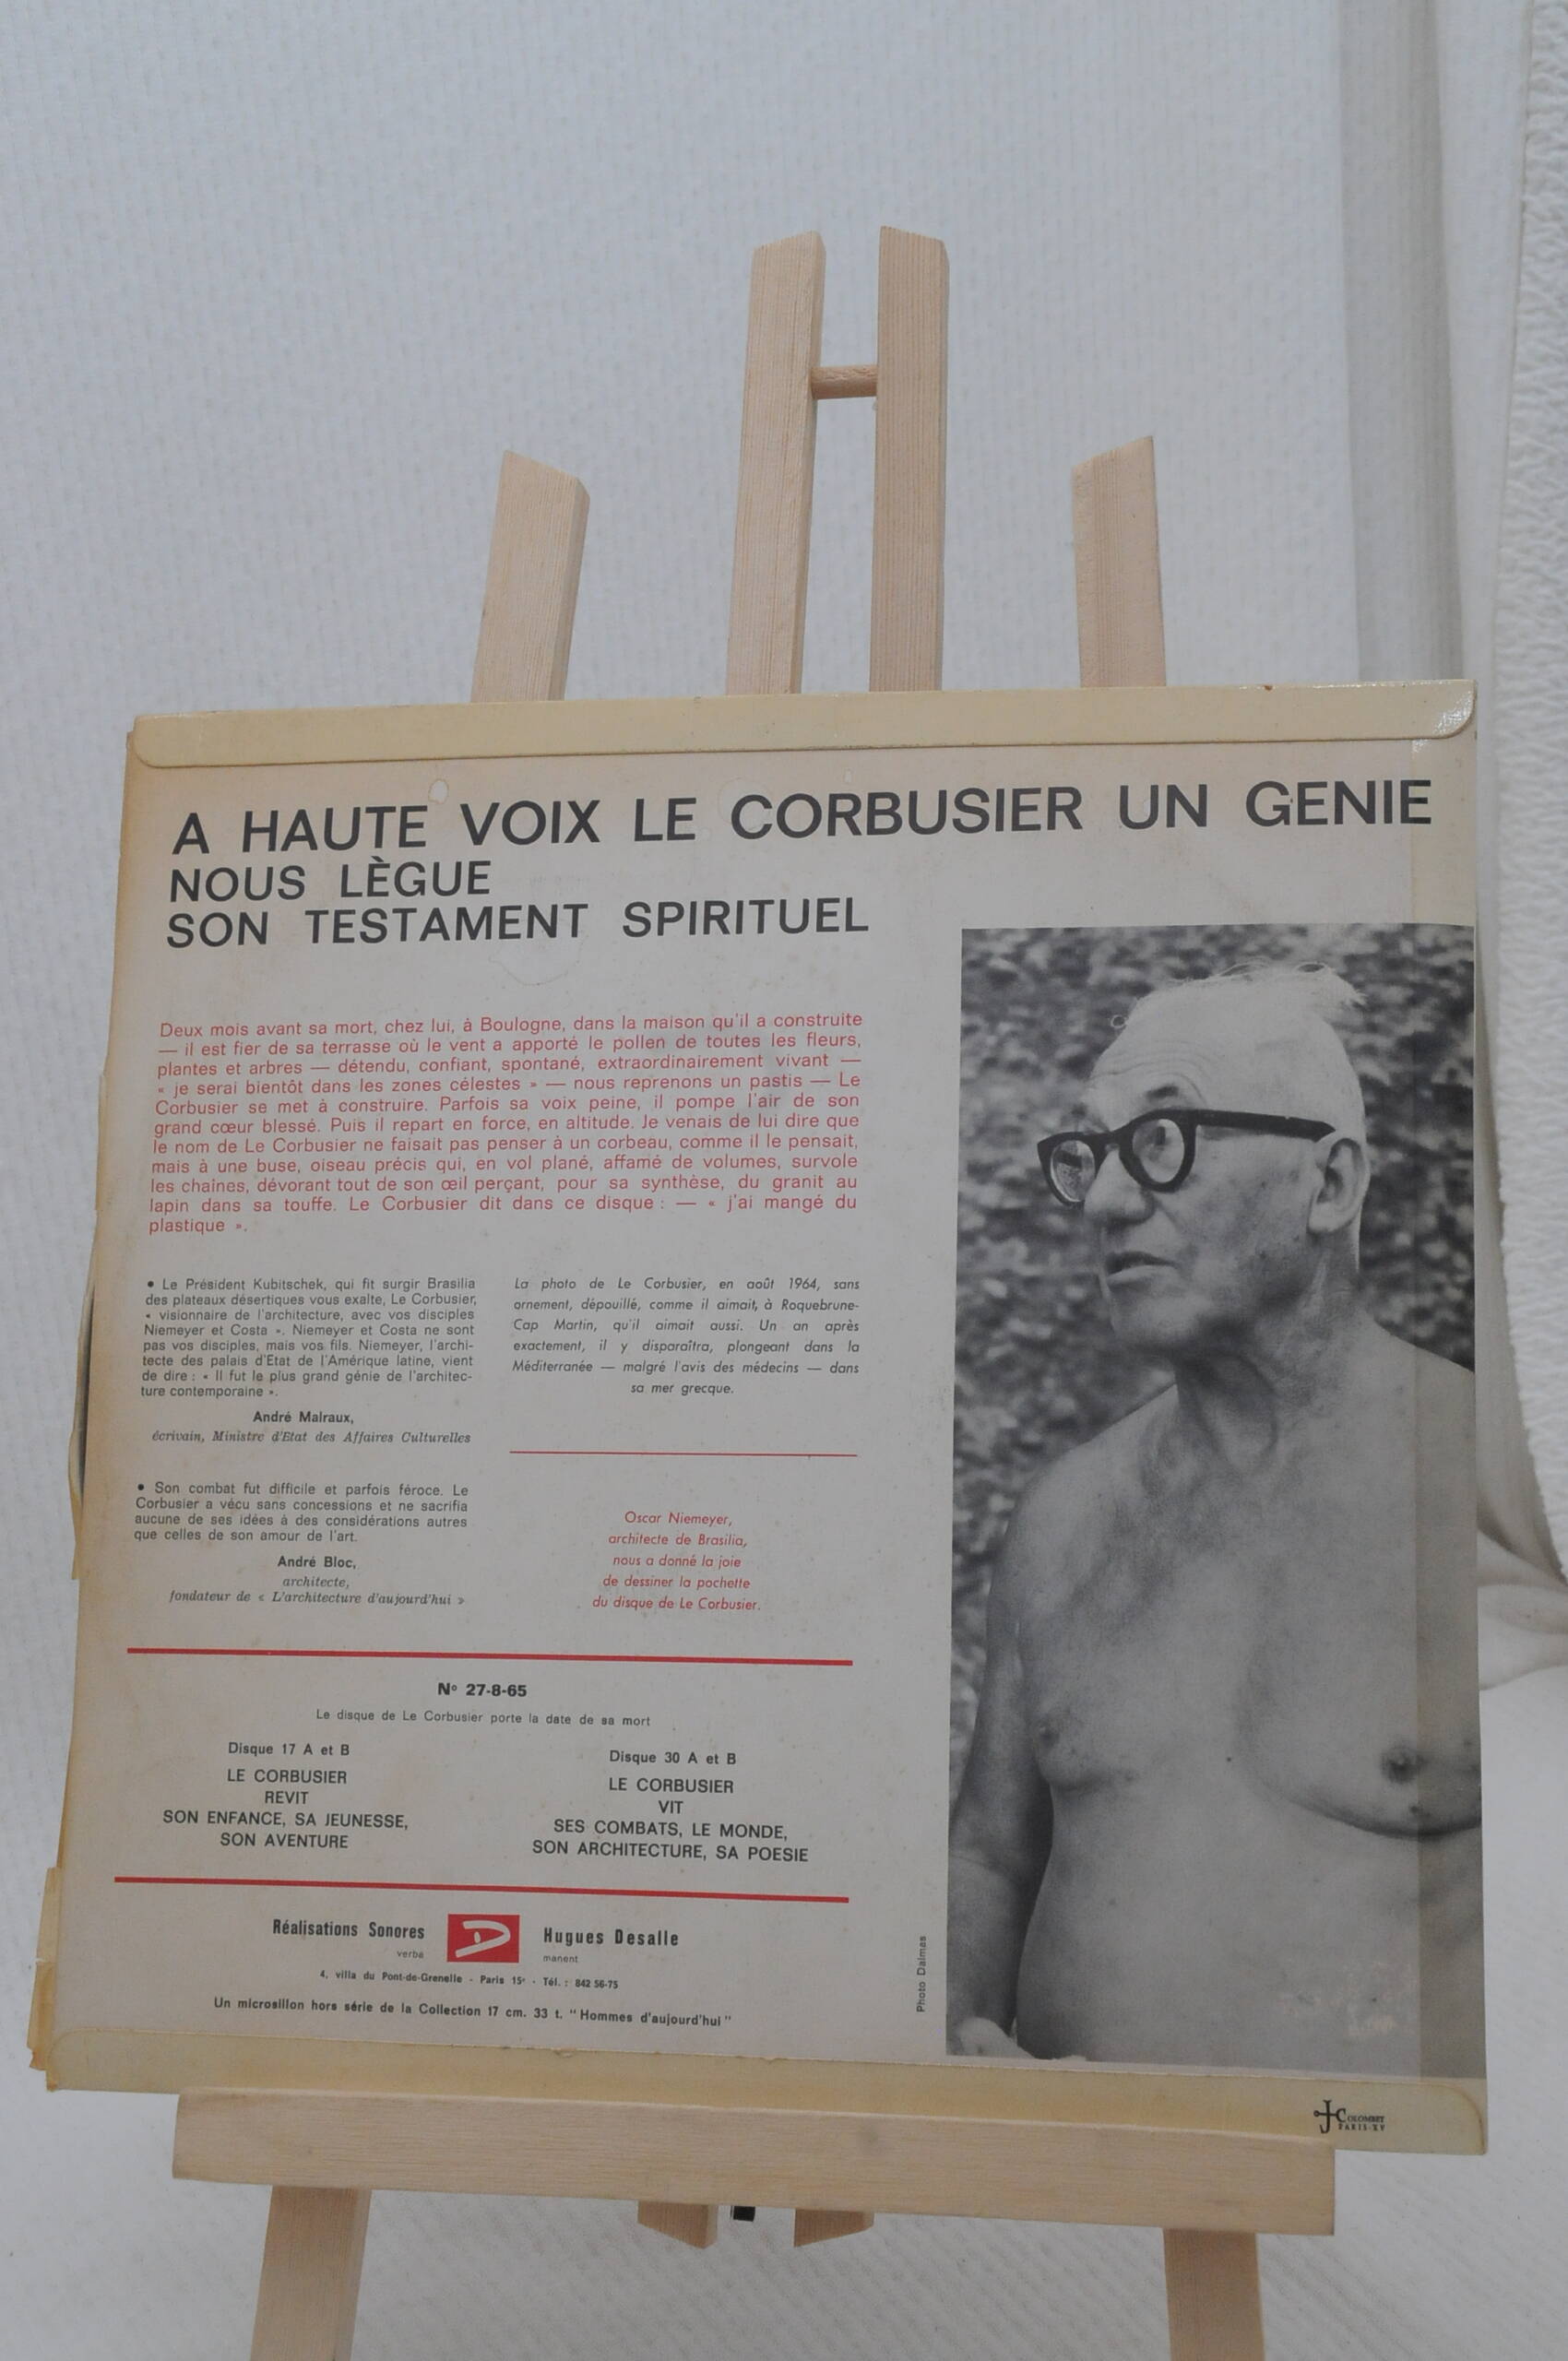 A HAUTE VOIX LE CORBUSIER UN GENIE
NOUS LÈGUE
SON TESTAMENT SPIRITUEL
Deux mois avant sa mort, chez lui, à Boulogne, dans la maison qu'il a construite
— il est fier de sa terrasse où le vent a apporté le pollen de toutes les fleurs,
plantes et arbres — détendu, confiant, spontané, extraordinairement vivant —
« je serai bientôt dans les zones célestes » — nous reprenons un pastis — Le
Corbusier se met à construire. Parfois sa voix peine, il pompe l'air de son
grand cœur blessé. Puis il repart en force, en altitude. Je venais de lui dire que
le nom de Le Corbusier ne faisait pas penser à un corbeau, comme il le pensait,
mais à une buse, oiseau précis qui, en vol plané, affamé de volumes, survole
les chaînes, dévorant tout de son œil perçant, pour sa synthèse, du granit au
lapin dans sa touffe. Le Corbusier dit dans ce disque : — « j'ai mangé du
plastique ».
• Le Président Kubitschek, qui fit surgir Brasilia
des plateaux désertiques vous exalte, Le Corbusier,
« visionnaire de l'architecture, avec vos disciples
Niemeyer et Costa ». Niemeyer et Costa ne sont
pas vos disciples, mais vos fils. Niemeyer, l'archi-
tecte des palais d'Etat de l'Amérique latine, vient
de dire : « Il fut le plus grand génie de l'architec-
ture contemporaine ».
André Malraux,
écrivain, Ministre d'Etat des Affaires Culturelles
• Son combat fut difficile et parfois féroce. Le
Corbusier a vécu sans concessions et ne sacrifia
aucune de ses idées à des considérations autres
que celles de son amour de l'art.
André Bloc,
architecte,
fondateur de « L'architecture d'aujourd'hui »
La photo de Le Corbusier, en août 1964, sans
ornement, dépouillé, comme il aimait, à Roquebrune-
Cap Martin, qu'il aimait aussi. Un an après
exactement, il y disparaîtra, plongeant dans la
Méditerranée — malgré l'avis des médecins — dans
sa mer grecque.
Oscar Niemeyer,
architecte de Brasilia,
nous a donné la joie
de dessiner la pochette
du disque de Le Corbusier.
N° 27-8-65
Le disque de Le Corbusier porte la date de sa mort
Disque 17 A et B
LE CORBUSIER
REVIT
SON ENFANCE, SA JEUNESSE,
SON AVENTURE
Disque 30 A et B
LE CORBUSIER
VIT
SES COMBATS, LE MONDE,
SON ARCHITECTURE, SA POESIE
Réalisations Sonores Hugues Desalle
verba manent
4, villa du Pont-de-Grenelle - Paris 15e - Tél. : 842 56-75
Un microsillon hors série de la Collection 17 cm. 33 t. "Hommes d'aujourd'hui"
Photo Dalmas
JCOLOMBET
PARIS-XV